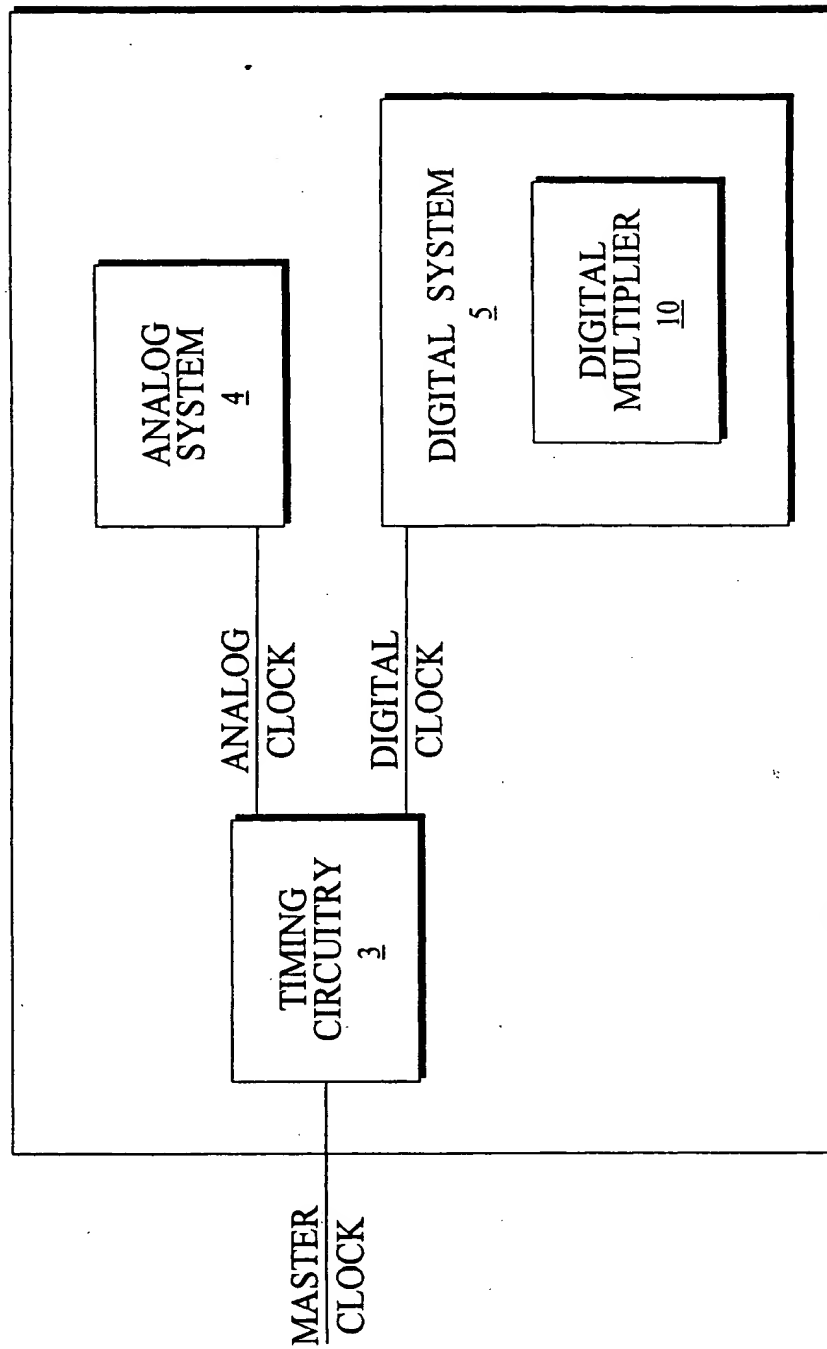 MASTER
CLOCK
TIMING
CIRCUITRY
3
ANALOG
CLOCK
DIGITAL
CLOCK
ANALOG
SYSTEM
4
DIGITAL SYSTEM
5
DIGITAL
MULTIPLIER
10